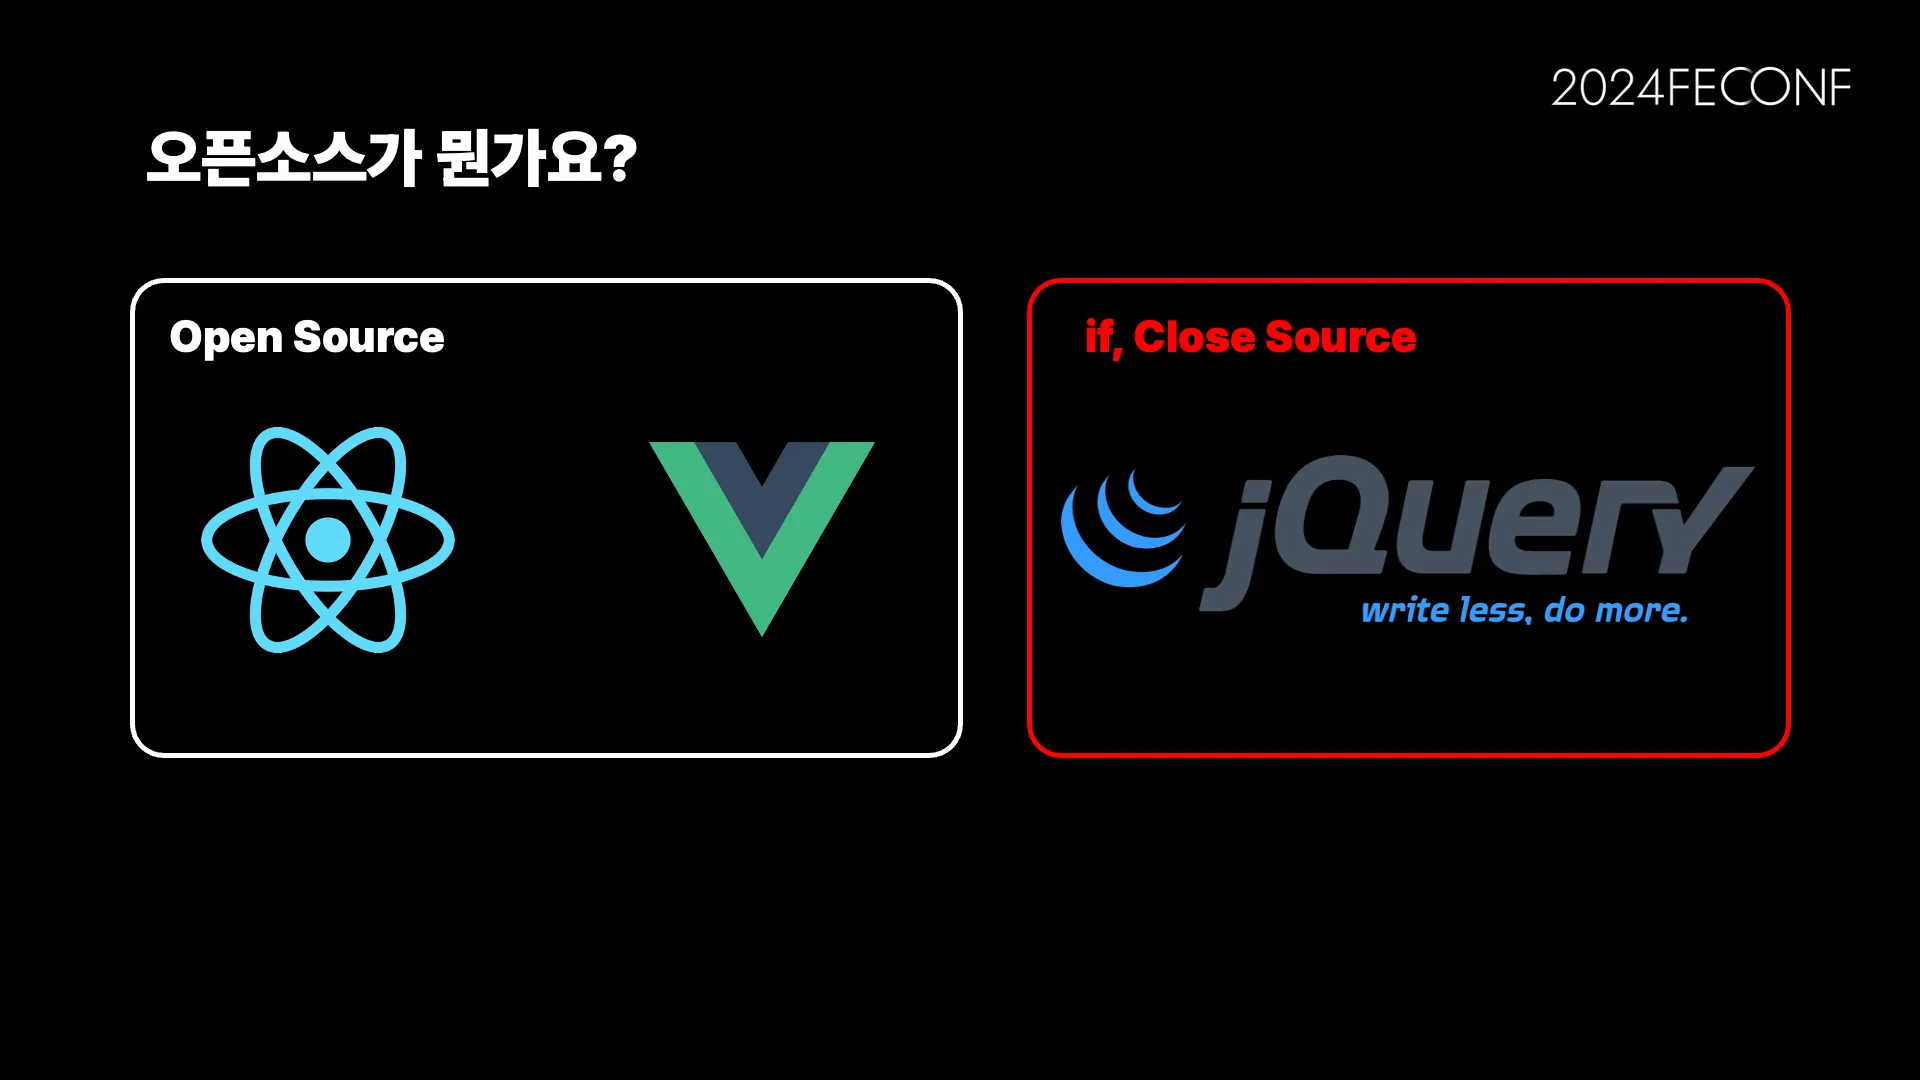 2024FECONF
오픈소스가 뭔가요?
Open Source
if, Close Source
jQuery
write less, do more.